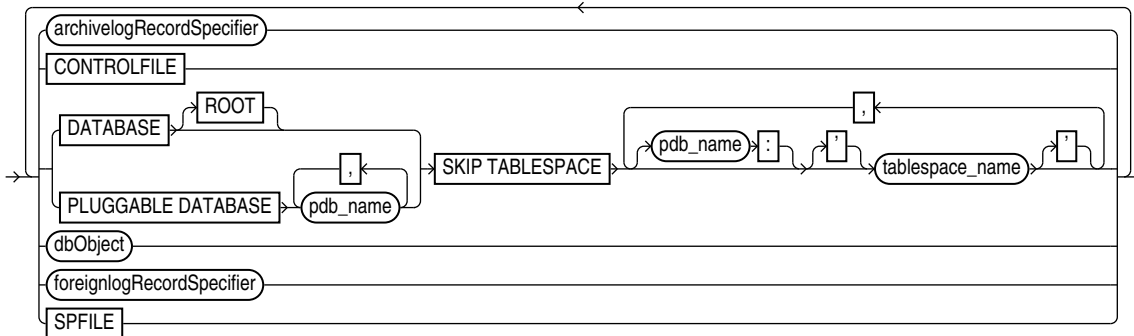 archivelogRecordSpecifier
CONTROLFILE
ROOT
,
DATABASE
pdb_name : ' tablespace_name '
SKIP TABLESPACE
,
PLUGGABLE DATABASE pdb_name
dbObject
foreignlogRecordSpecifier
SPFILE